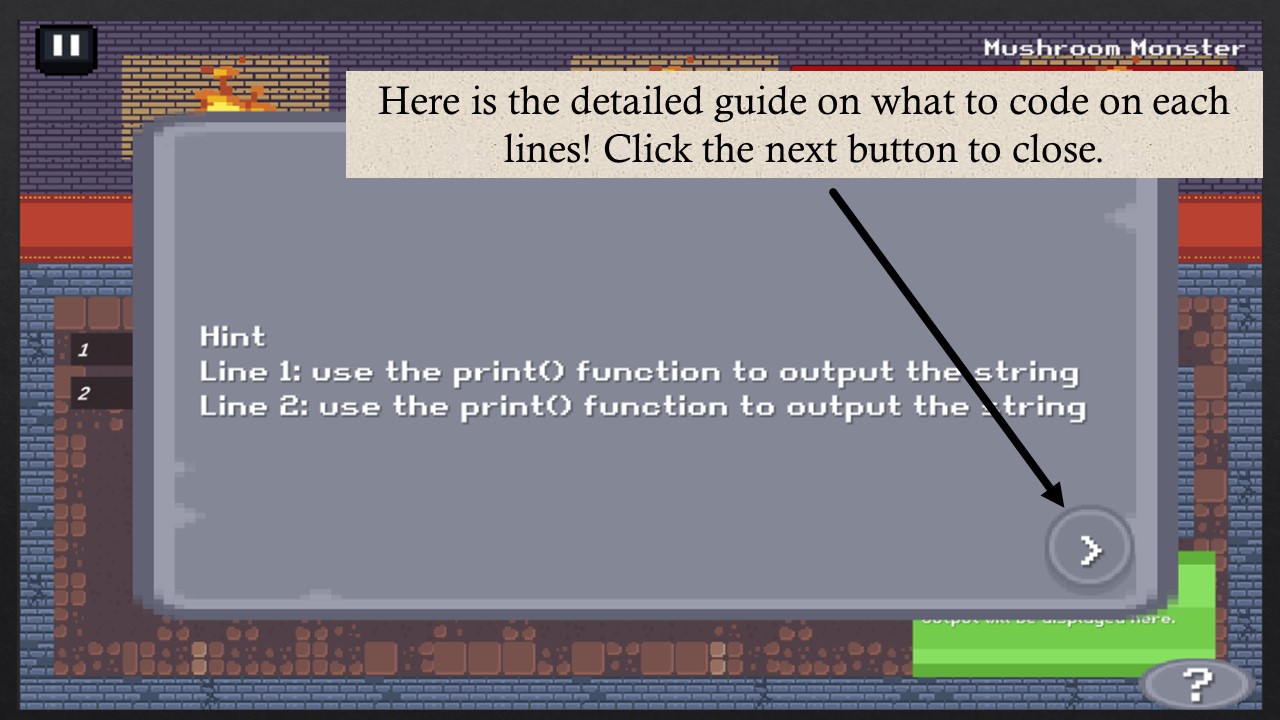 Mushroom Monster
Here is the detailed guide on what to code on each
lines! Click the next button to close.
Hint
1
Line 1: use the print() function to output the string
2
Line 2: use the print() function to output the string
Output will be displayed here.
?